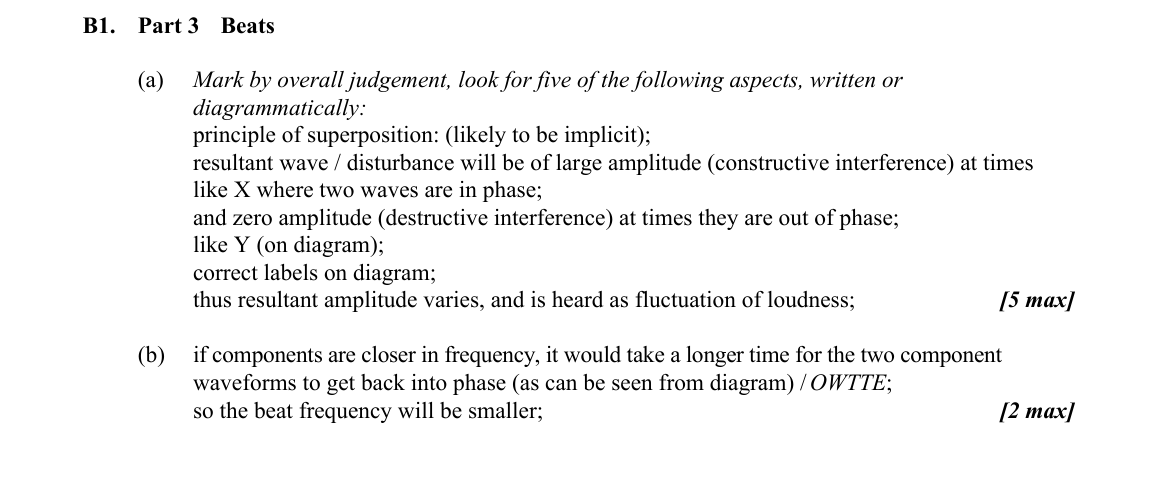 B1. Part 3 Beats
(a) Mark by overall judgement, look for five of the following aspects, written or
diagrammatically:
principle of superposition: (likely to be implicit);
resultant wave / disturbance will be of large amplitude (constructive interference) at times
like X where two waves are in phase;
and zero amplitude (destructive interference) at times they are out of phase;
like Y (on diagram);
correct labels on diagram;
thus resultant amplitude varies, and is heard as fluctuation of loudness; [5 max]
(b) if components are closer in frequency, it would take a longer time for the two component
waveforms to get back into phase (as can be seen from diagram) / OWTTE;
so the beat frequency will be smaller; [2 max]